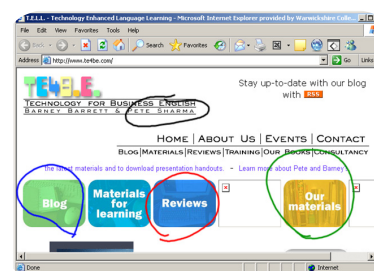 T.E.L.L. - Technology Enhanced Language Learning - Microsoft Internet Explorer provided by Warwickshire Colle...
File Edit View Favorites Tools Help
Back Search Favorites
Address http://www.te4be.com/ Go Links
TE4BE.
TECHNOLOGY FOR BUSINESS ENGLISH
BARNEY BARRETT & PETE SHARMA
Stay up-to-date with our blog
with RSS
HOME | ABOUT US | EVENTS | CONTACT
BLOG|MATERIALS|REVIEWS|TRAINING|OUR BOOKS|CONSULTANCY
The latest materials and to download presentation handouts. - Learn more about Pete and Barney
Blog
Materials
for
learning
Reviews
Our
materials
Done Internet